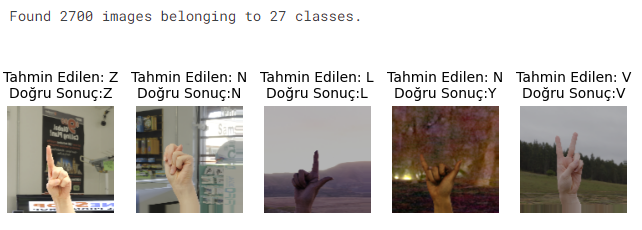 Found 2700 images belonging to 27 classes.
Tahmin Edilen: Z
Doğru Sonuç:Z
Tahmin Edilen: N
Doğru Sonuç:N
Tahmin Edilen: L
Doğru Sonuç:L
Tahmin Edilen: N
Doğru Sonuç:Y
Tahmin Edilen: V
Doğru Sonuç:V